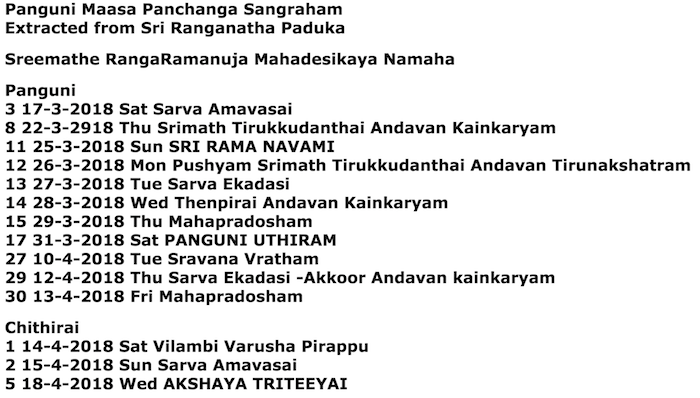 Panguni Maasa Panchanga Sangraham
Extracted from Sri Ranganatha Paduka
Sreemathe RangaRamanuja Mahadesikaya Namaha
Panguni
3 17-3-2018 Sat Sarva Amavasai
8 22-3-2918 Thu Srimath Tirukkudanthai Andavan Kainkaryam
11 25-3-2018 Sun SRI RAMA NAVAMI
12 26-3-2018 Mon Pushyam Srimath Tirukkudanthai Andavan Tirunakshatram
13 27-3-2018 Tue Sarva Ekadasi
14 28-3-2018 Wed Thenpirai Andavan Kainkaryam
15 29-3-2018 Thu Mahapradosham
17 31-3-2018 Sat PANGUNI UTHIRAM
27 10-4-2018 Tue Sravana Vratham
29 12-4-2018 Thu Sarva Ekadasi -Akkoor Andavan kainkaryam
30 13-4-2018 Fri Mahapradosham
Chithirai
1 14-4-2018 Sat Vilambi Varusha Pirappu
2 15-4-2018 Sun Sarva Amavasai
5 18-4-2018 Wed AKSHAYA TRITEEYAI